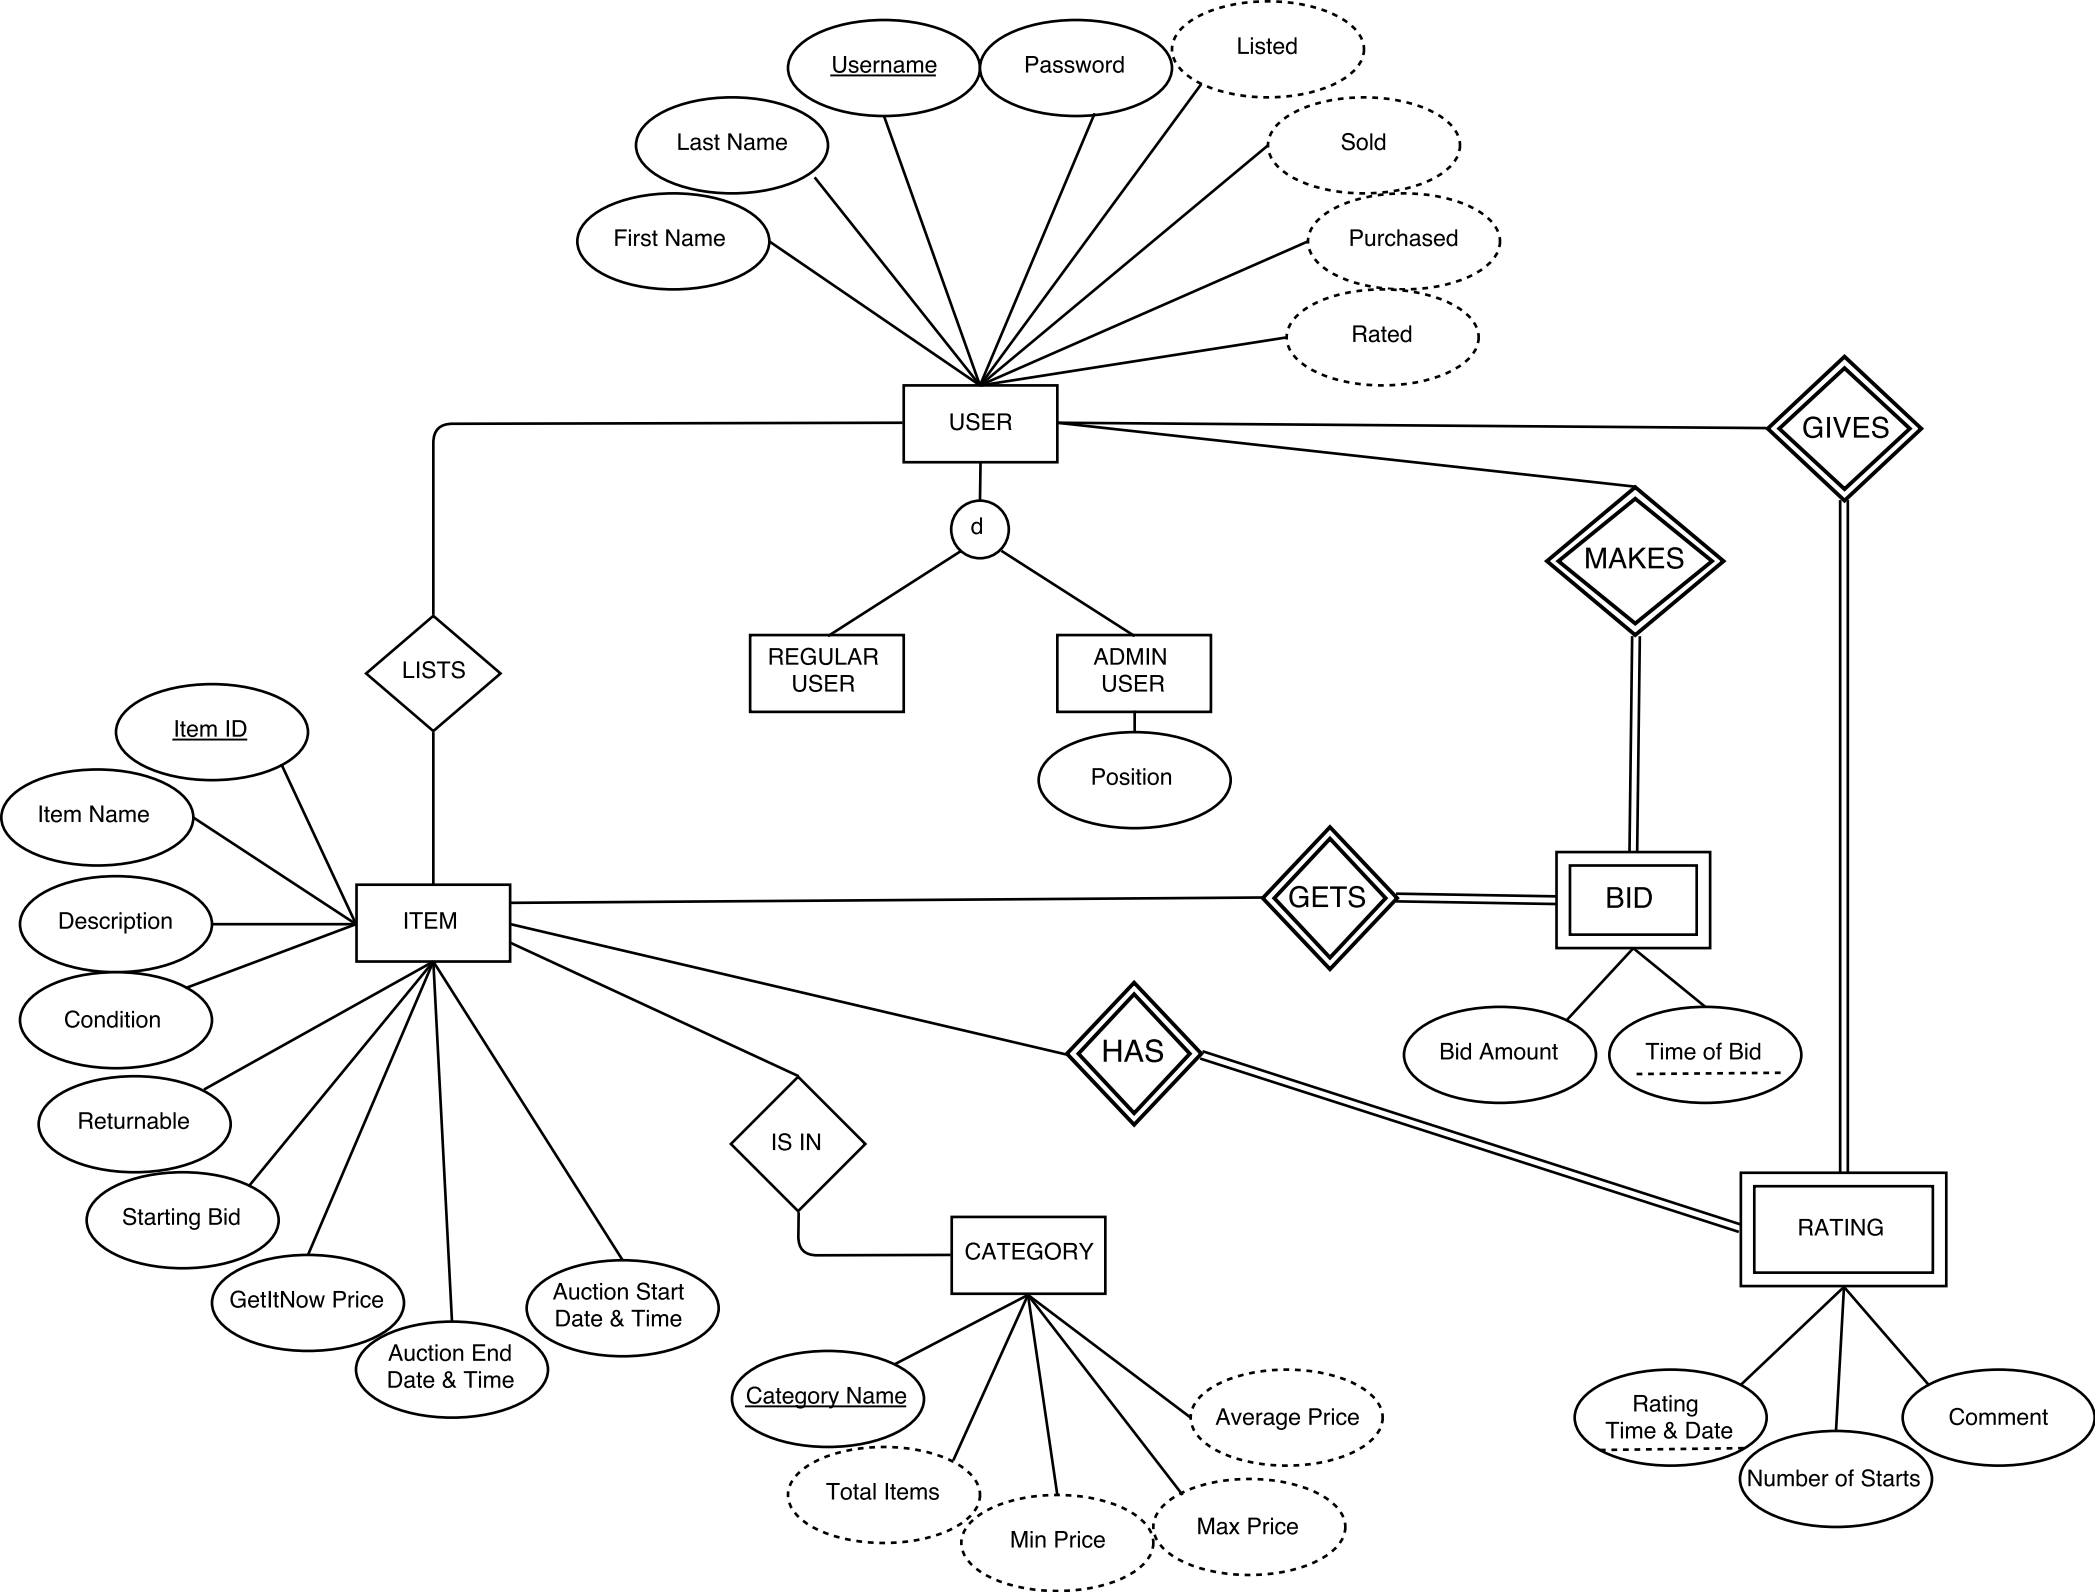 Listed
Username
Password
Last Name
Sold
First Name
Purchased
Rated
USER
GIVES
d
MAKES
REGULAR
USER
ADMIN
USER
LISTS
Item ID
Position
Item Name
GETS
BID
Description
ITEM
Condition
HAS
Bid Amount
Time of Bid
Returnable
IS IN
Starting Bid
RATING
CATEGORY
GetItNow Price
Auction Start
Date & Time
Auction End
Date & Time
Category Name
Average Price
Rating
Time & Date
Comment
Total Items
Number of Starts
Min Price
Max Price